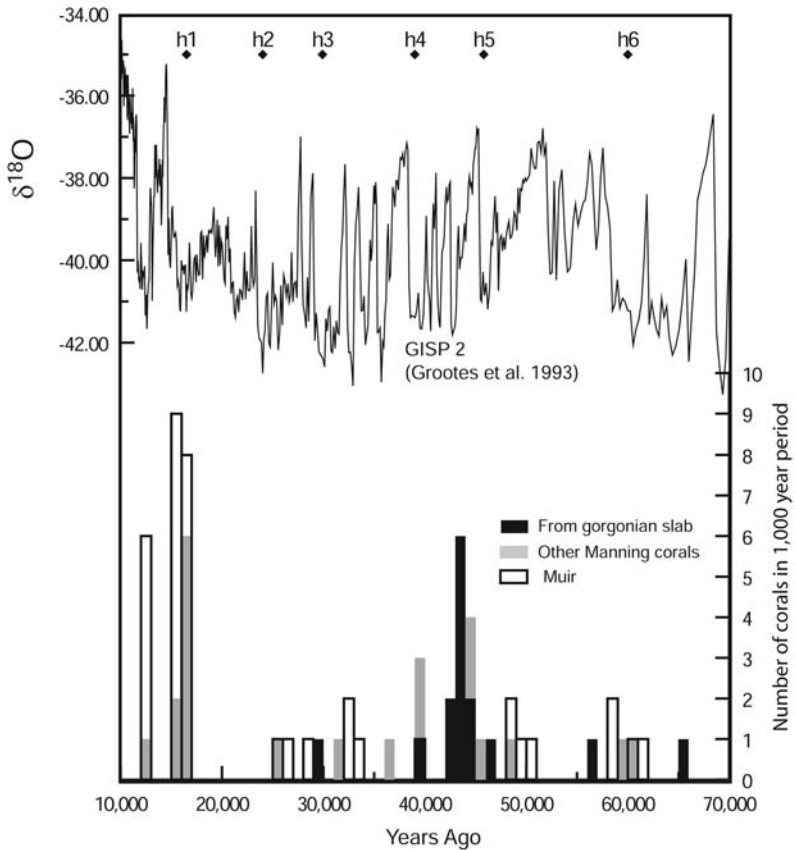 -34.00
h1 h2 h3 h4 h5 h6
-36.00
-38.00
δ18O
-40.00
-42.00
GISP 2
(Grootes et al. 1993)
10
9
8
7
6
5
4
3
2
1
0
Number of corals in 1,000 year period
From gorgonian slab
Other Manning corals
Muir
10,000 20,000 30,000 40,000 50,000 60,000 70,000
Years Ago